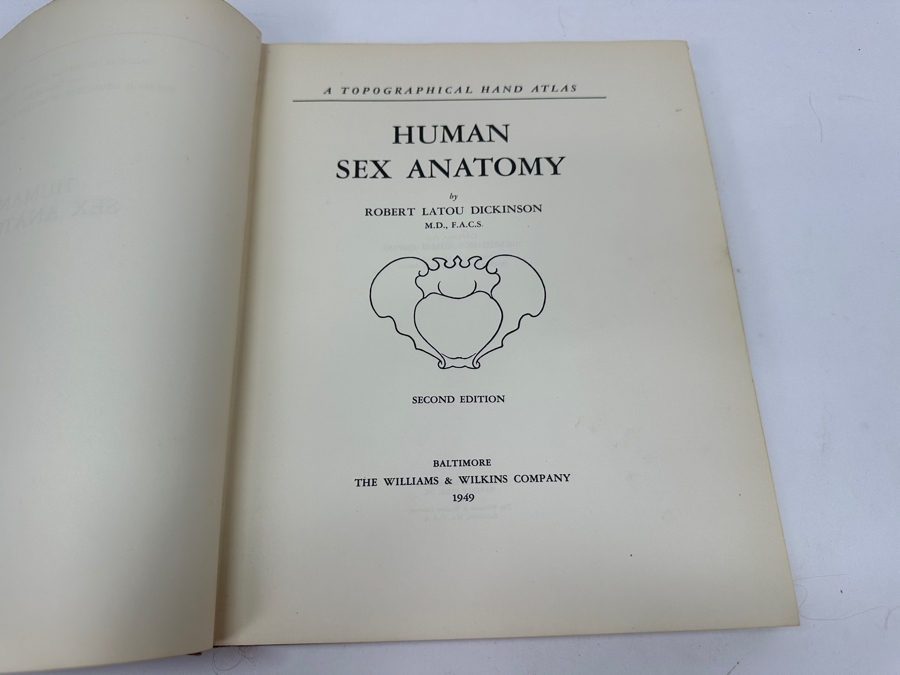 A TOPOGRAPHICAL HAND ATLAS
HUMAN
SEX ANATOMY
by
ROBERT LATOU DICKINSON
M.D., F.A.C.S.
SECOND EDITION
BALTIMORE
THE WILLIAMS & WILKINS COMPANY
1949